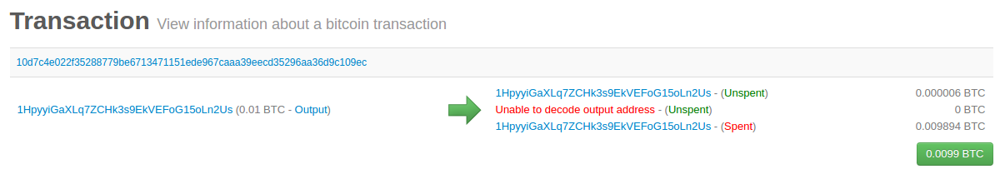 Transaction View information about a bitcoin transaction
10d7c4e022f35288779be6713471151ede967caaa39eecd35296aa36d9c109ec
1HpyyiGaXLq7ZCHk3s9EkVEFoG15oLn2Us (0.01 BTC - Output)
1HpyyiGaXLq7ZCHk3s9EkVEFoG15oLn2Us - (Unspent) 0.000006 BTC
Unable to decode output address - (Unspent) 0 BTC
1HpyyiGaXLq7ZCHk3s9EkVEFoG15oLn2Us - (Spent) 0.009894 BTC
0.0099 BTC